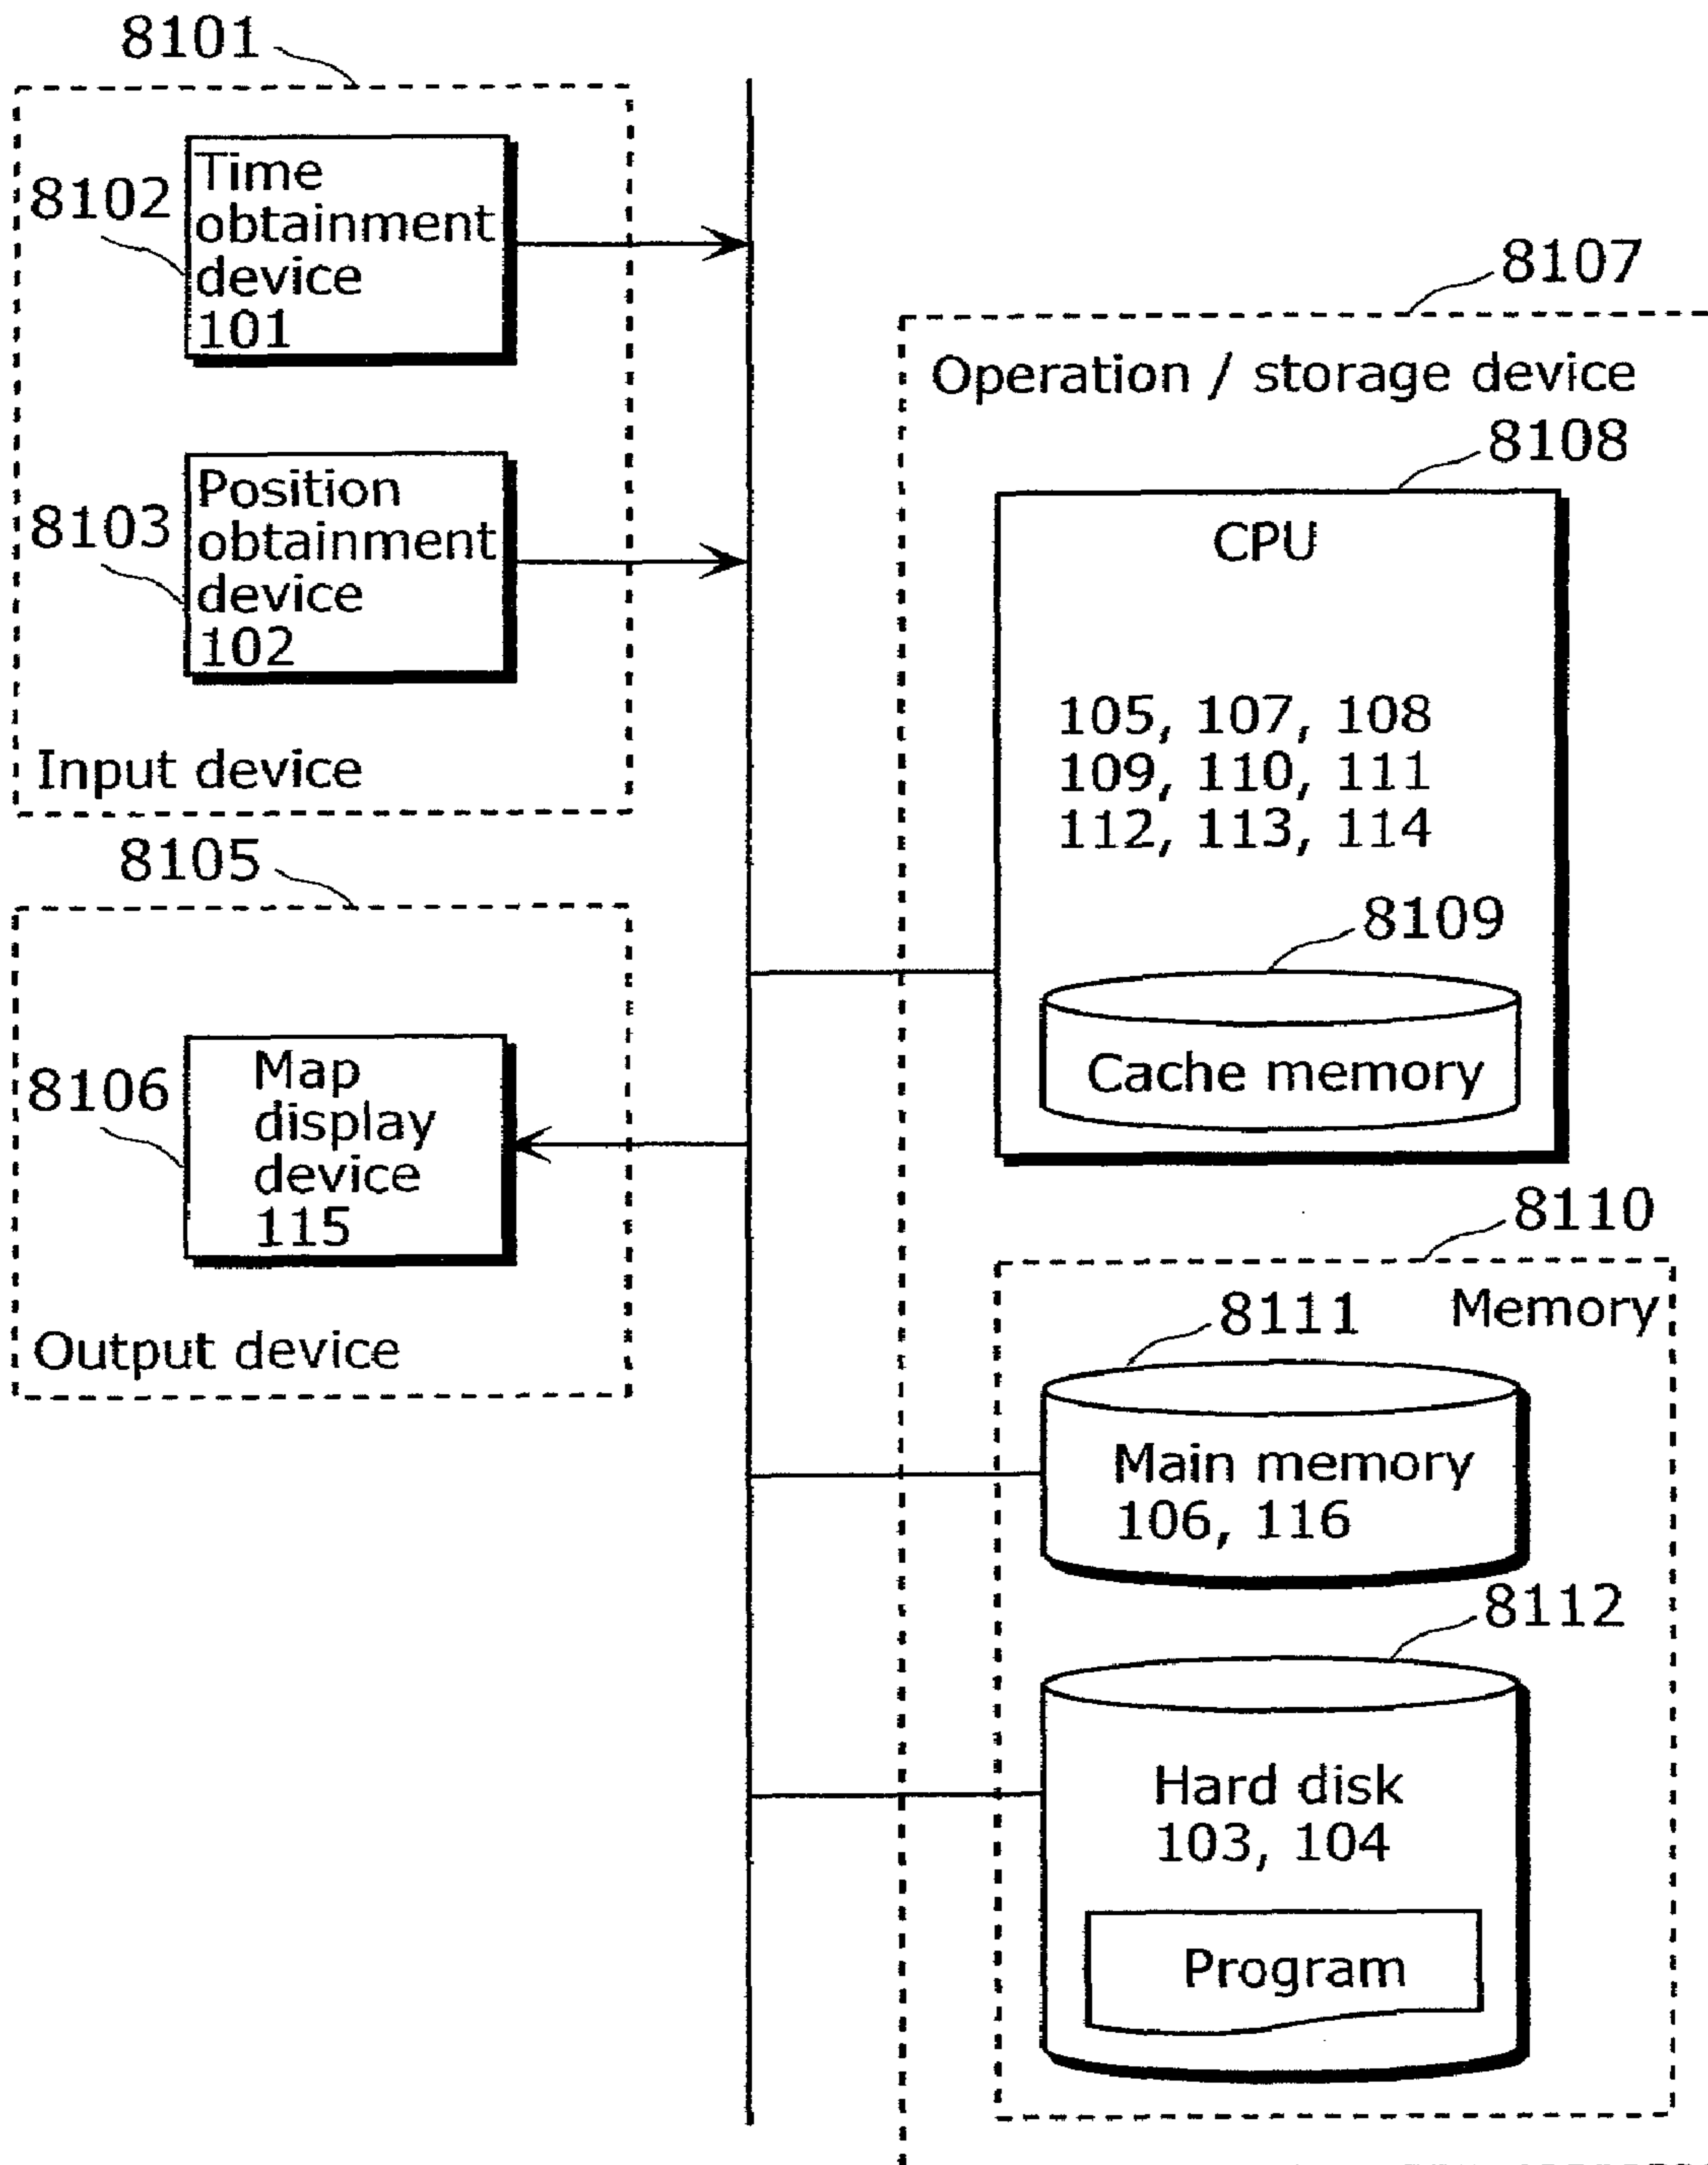 8101
8102
Time
obtainment
device
101
8103
Position
obtainment
device
102
Input device
8105
8106
Map
display
device
115
Output device
8107
Operation / storage device
8108
CPU
105, 107, 108
109, 110, 111
112, 113, 114
8109
Cache memory
8110
Memory
8111
Main memory
106, 116
8112
Hard disk
103, 104
Program